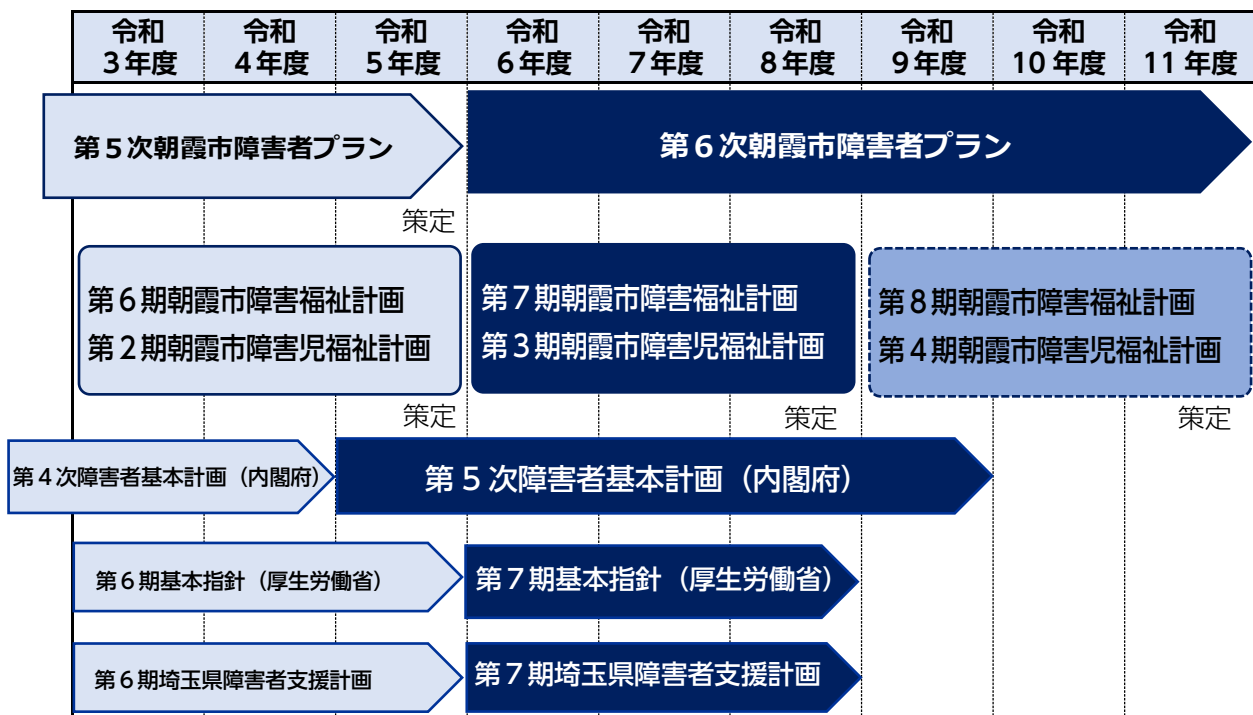 令和
3年度
令和
4年度
令和
5年度
令和
6年度
令和
7年度
令和
8年度
令和
9年度
令和
10年度
令和
11年度
第5次朝霞市障害者プラン
第6次朝霞市障害者プラン
策定
第6期朝霞市障害福祉計画
第2期朝霞市障害児福祉計画
第7期朝霞市障害福祉計画
第3期朝霞市障害児福祉計画
第8期朝霞市障害福祉計画
第4期朝霞市障害児福祉計画
策定
策定
策定
第4次障害者基本計画（内閣府）
第5次障害者基本計画（内閣府）
第6期基本指針（厚生労働省）
第7期基本指針（厚生労働省）
第6期埼玉県障害者支援計画
第7期埼玉県障害者支援計画